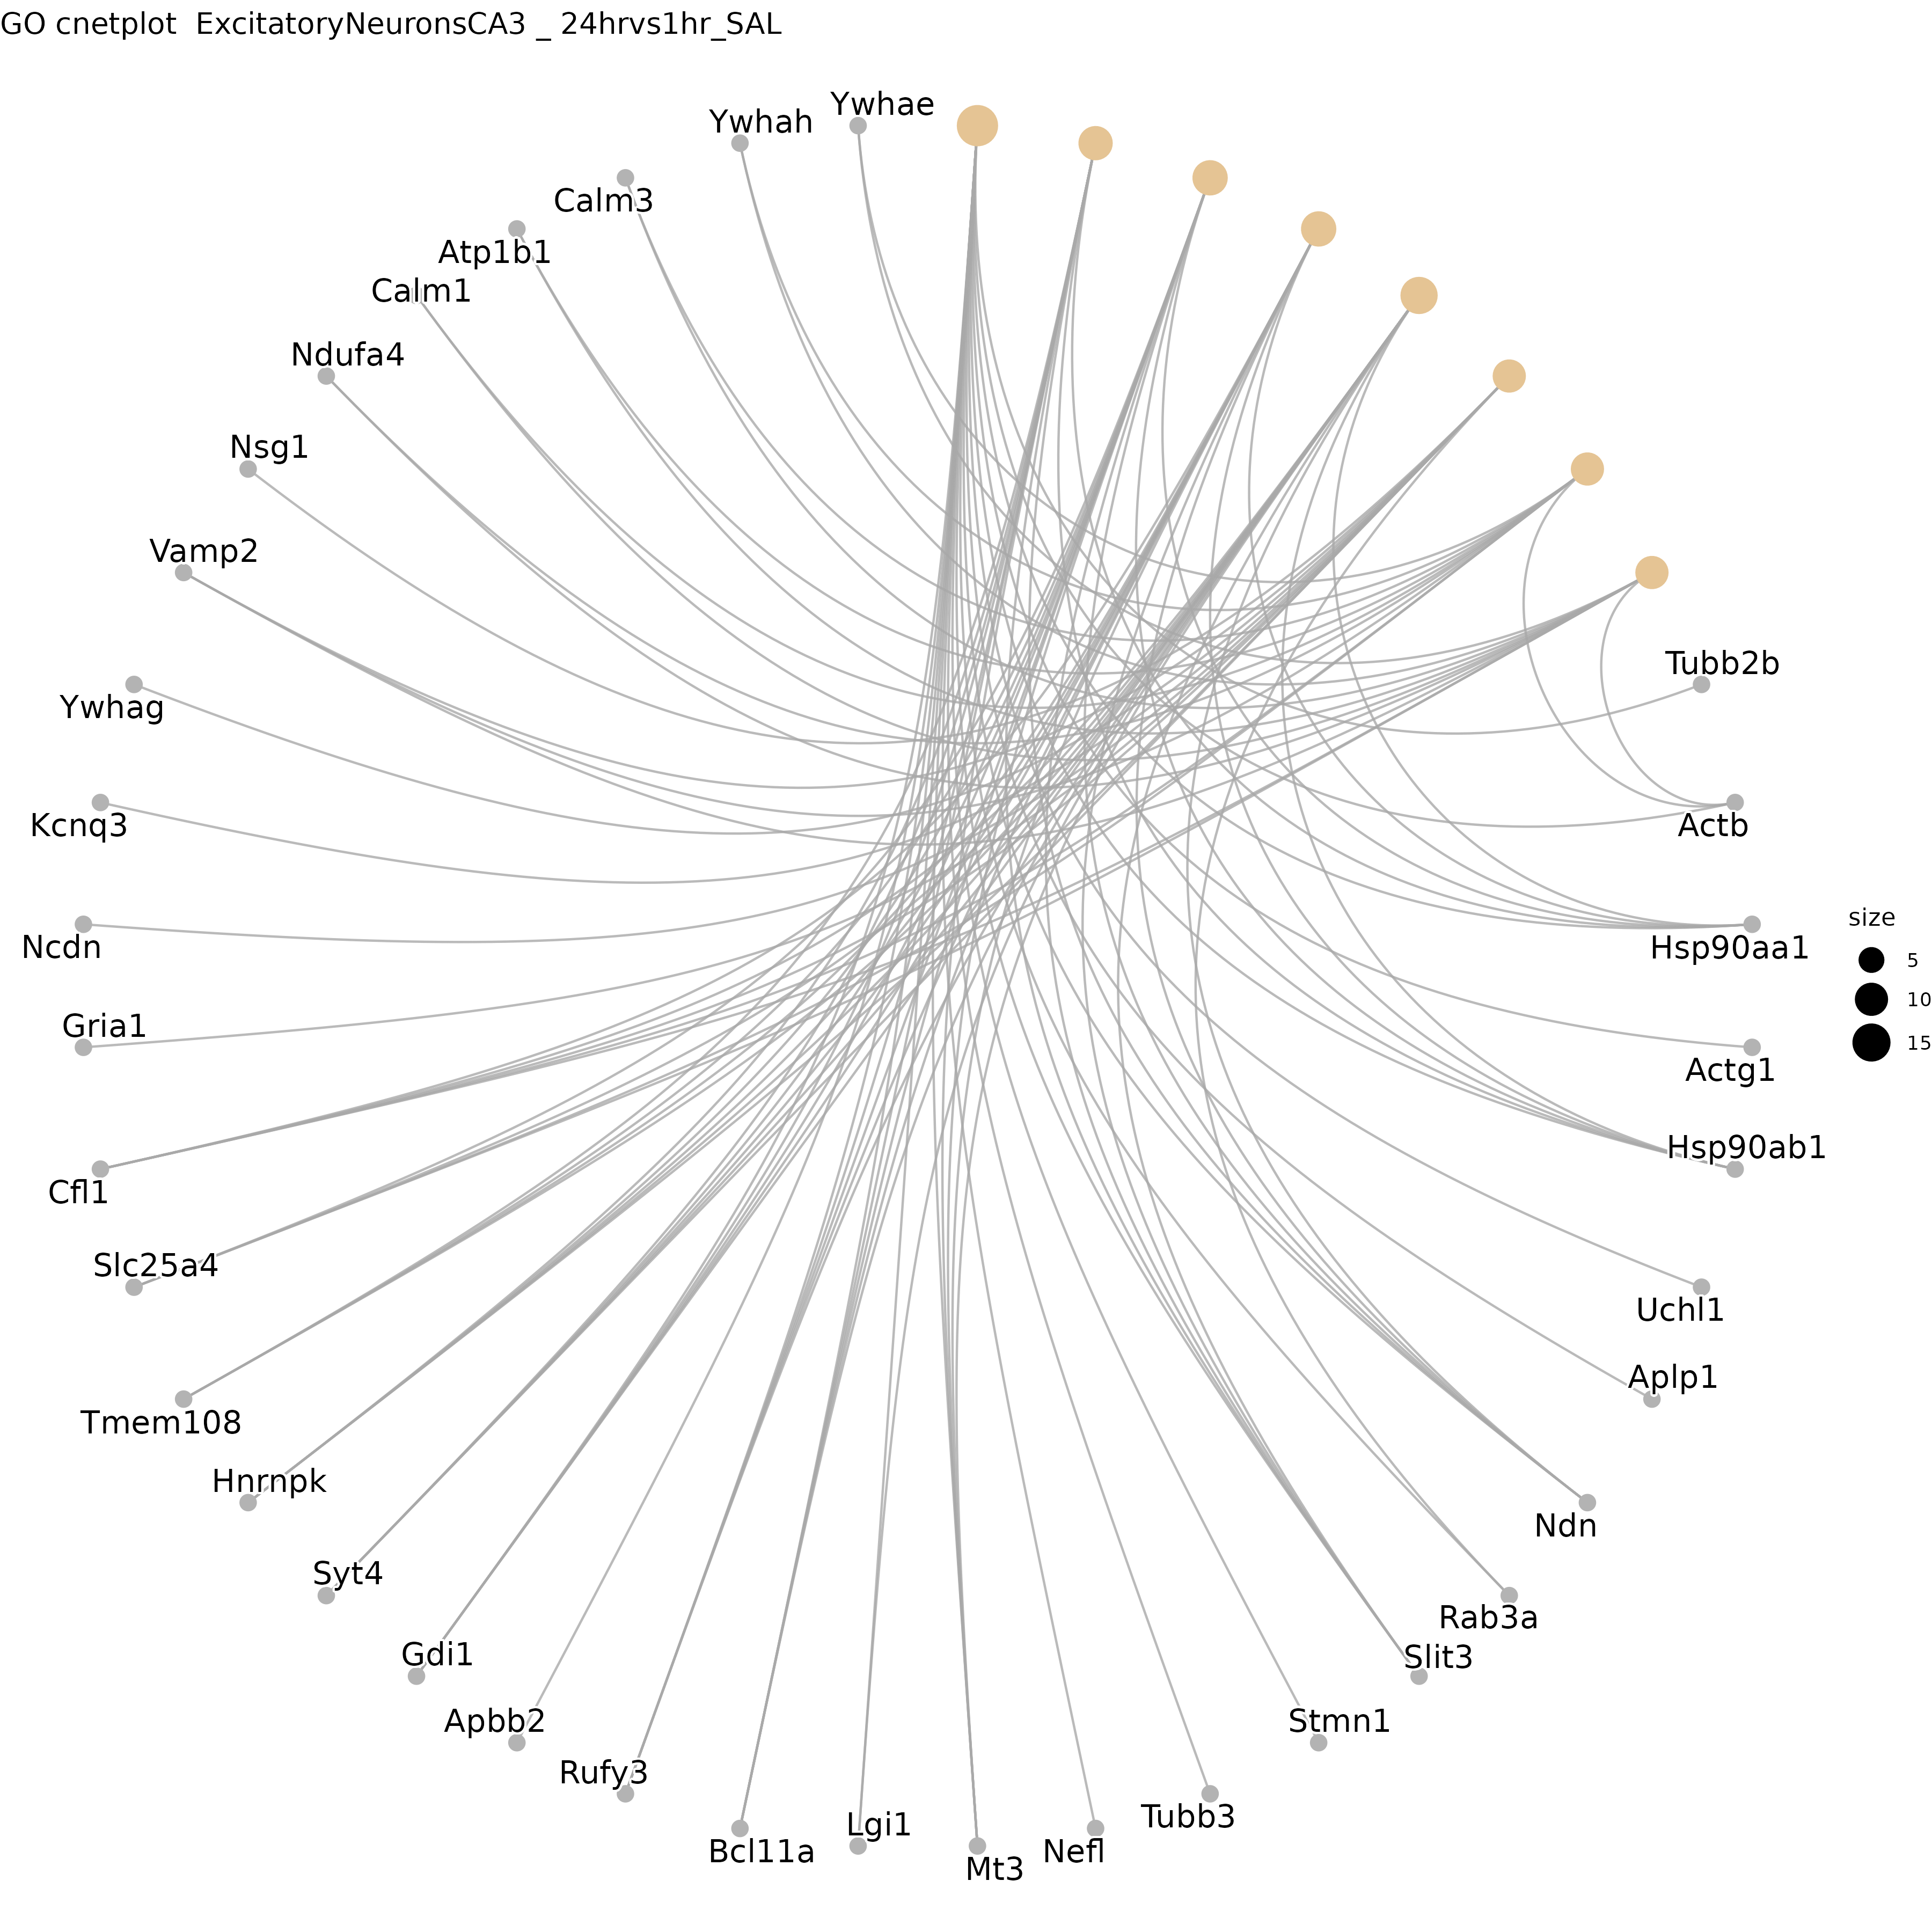 GO cnetplot  ExcitatoryNeuronsCA3 _ 24hrvs1hr_SAL
Ywhae
Ywhah
Calm3
Atp1b1
Calm1
Ndufa4
Nsg1
Vamp2
Tubb2b
Ywhag
Kcnq3
Actb
size
Ncdn
Hsp90aa1
5
10
Gria1
15
Actg1
Hsp90ab1
Cfl1
Slc25a4
Uchl1
Aplp1
Tmem108
Hnrnpk
Ndn
Syt4
Rab3a
Gdi1
Slit3
Apbb2
Stmn1
Rufy3
Tubb3
Lgi1
Bcl11a
Nefl
Mt3